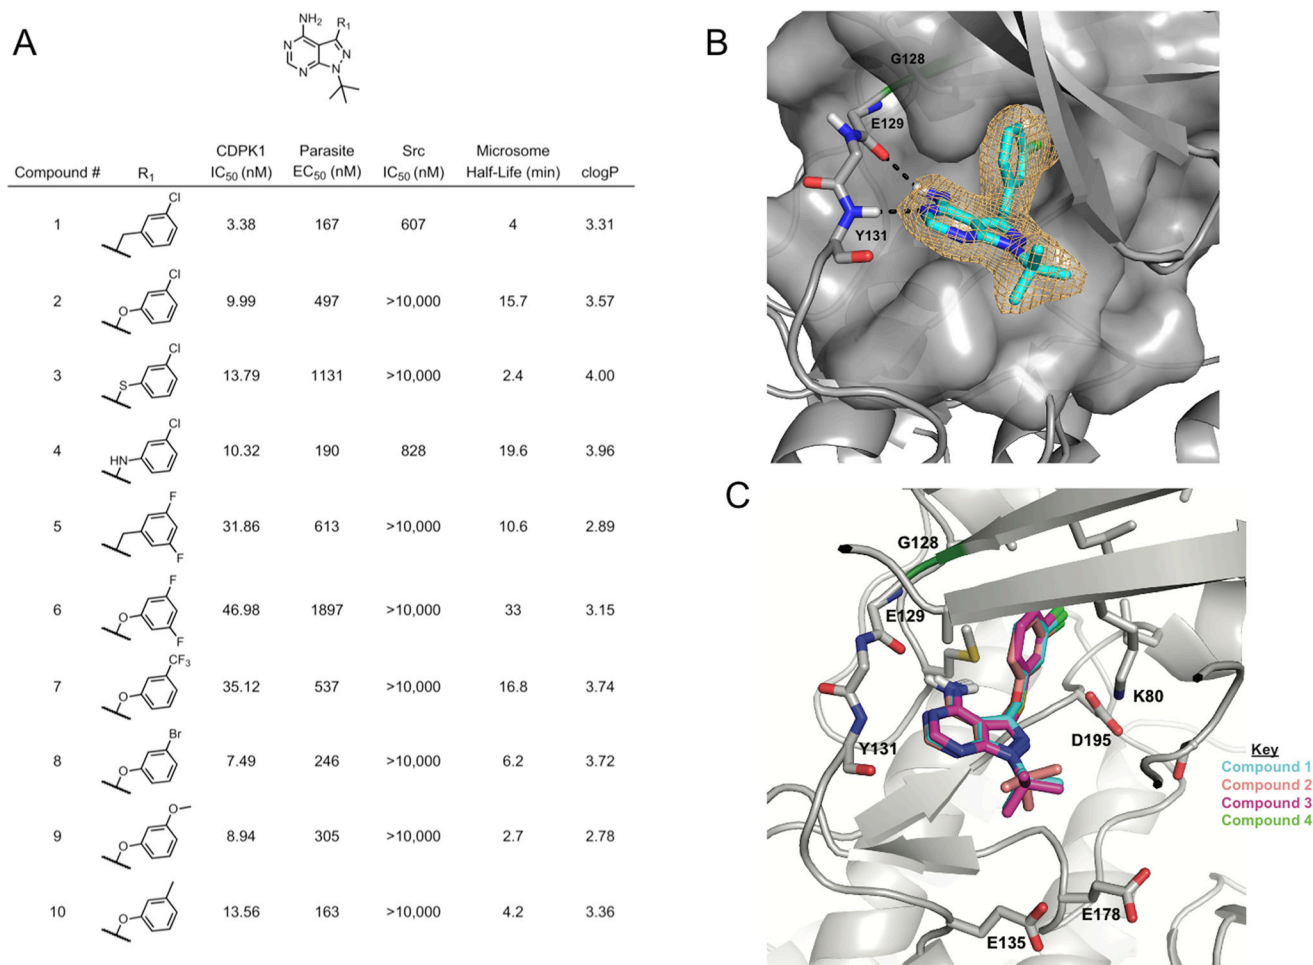 A
NH2
R1
N
N
N
N
Compound #
R1
CDPK1 IC50 (nM)
Parasite EC50 (nM)
Src IC50 (nM)
Microsome Half-Life (min)
clogP
Cl
1 3.38 167 607 4 3.31
Cl
O
2 9.99 497 >10,000 15.7 3.57
Cl
S
3 13.79 1131 >10,000 2.4 4.00
Cl
HN
4 10.32 190 828 19.6 3.96
F
F
5 31.86 613 >10,000 10.6 2.89
F
O
F
6 46.98 1897 >10,000 33 3.15
CF3
O
7 35.12 537 >10,000 16.8 3.74
Br
O
8 7.49 246 >10,000 6.2 3.72
O
O
9 8.94 305 >10,000 2.7 2.78
O
10 13.56 163 >10,000 4.2 3.36
B
G128
E129
Y131
C
G128
E129
Y131
K80
D195
E178
E135
Key
Compound 1
Compound 2
Compound 3
Compound 4